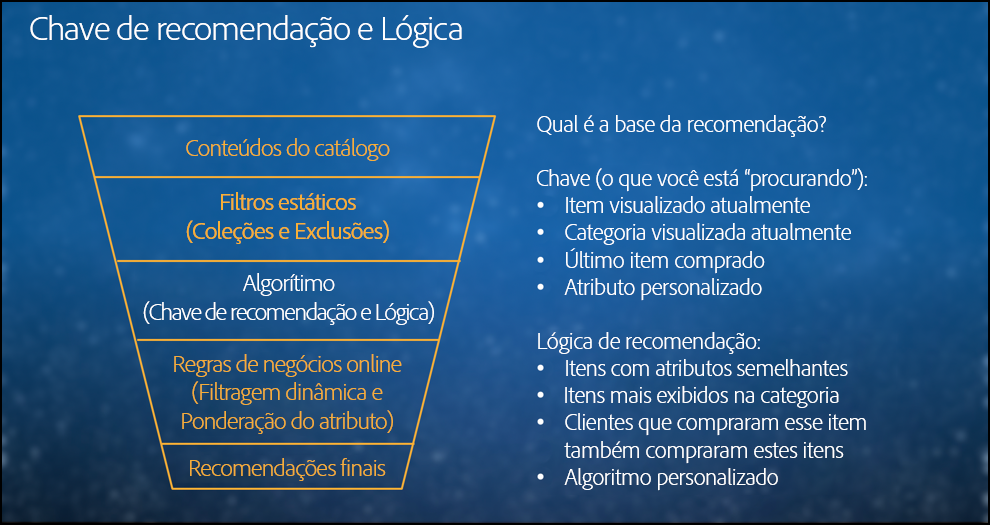 Chave de recomendação e Lógica
Conteúdos do catálogo
Filtros estáticos
(Coleções e Exclusões)
Algorítimo
(Chave de recomendação e Lógica)
Regras de negócios online
(Filtragem dinâmica e
Ponderação do atributo)
Recomendações finais
Qual é a base da recomendação?
Chave (o que você está “procurando”):
• Item visualizado atualmente
• Categoria visualizada atualmente
• Último item comprado
• Atributo personalizado
Lógica de recomendação:
• Itens com atributos semelhantes
• Itens mais exibidos na categoria
• Clientes que compraram esse item
também compraram estes itens
• Algoritmo personalizado